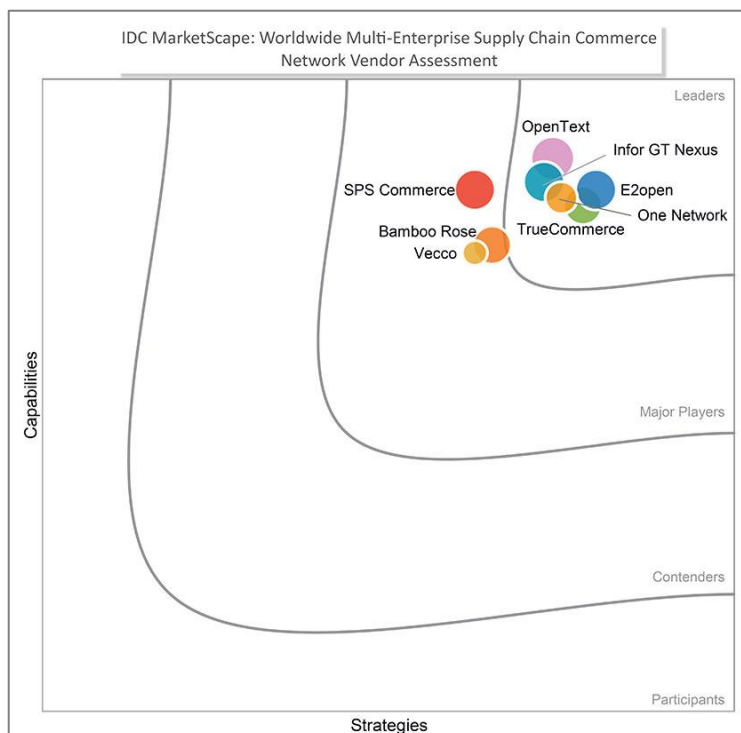 IDC MarketScape: Worldwide Multi-Enterprise Supply Chain Commerce
Network Vendor Assessment
Leaders
OpenText
Infor GT Nexus
SPS Commerce
E2open
One Network
Bamboo Rose
TrueCommerce
Vecco
Capabilities
Major Players
Contenders
Participants
Strategies